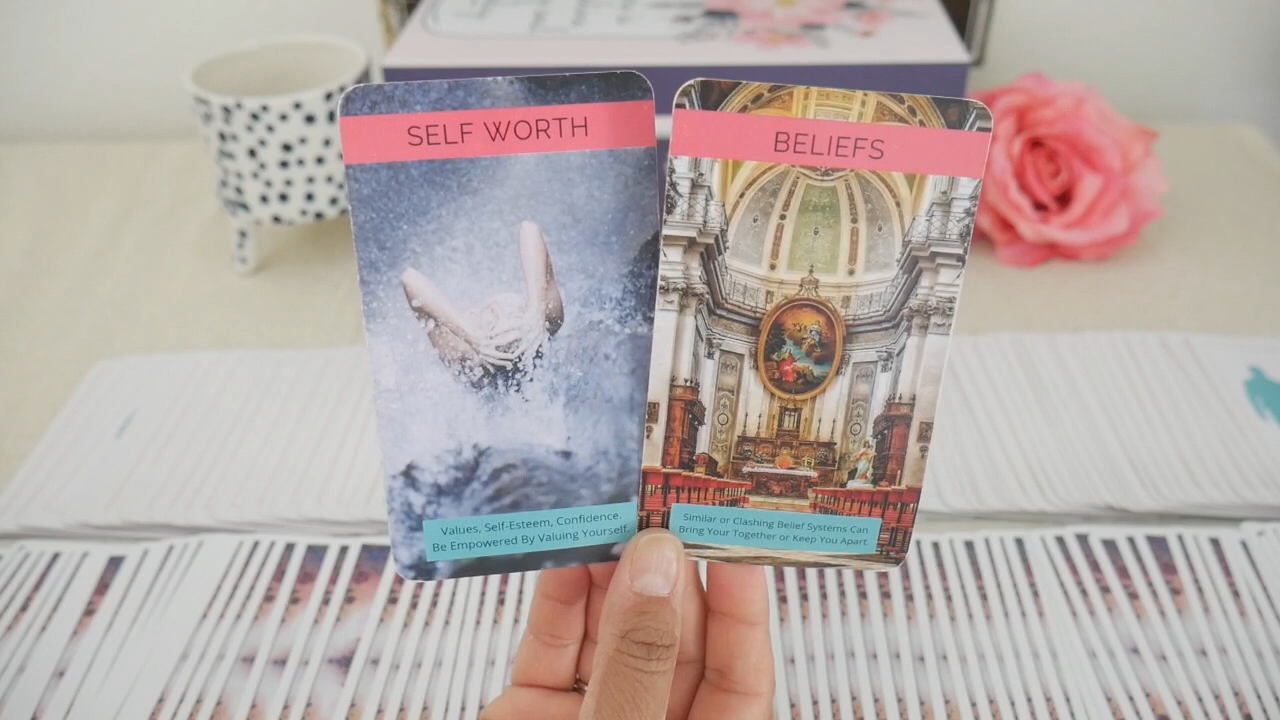 SELF WORTH
Values, Self-Esteem, Confidence.
Be Empowered By Valuing Yourself.
BELIEFS
Similar or Clashing Belief Systems Can
Bring Your Together or Keep You Apart.